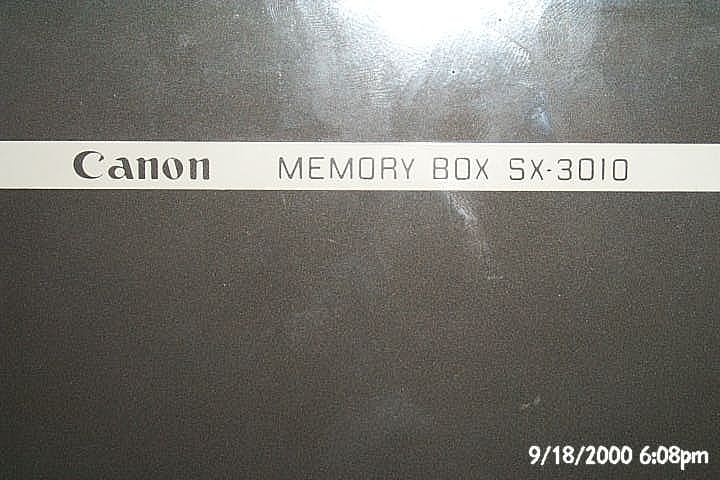 Canon MEMORY BOX SX-3010
9/18/2000 6:08pm